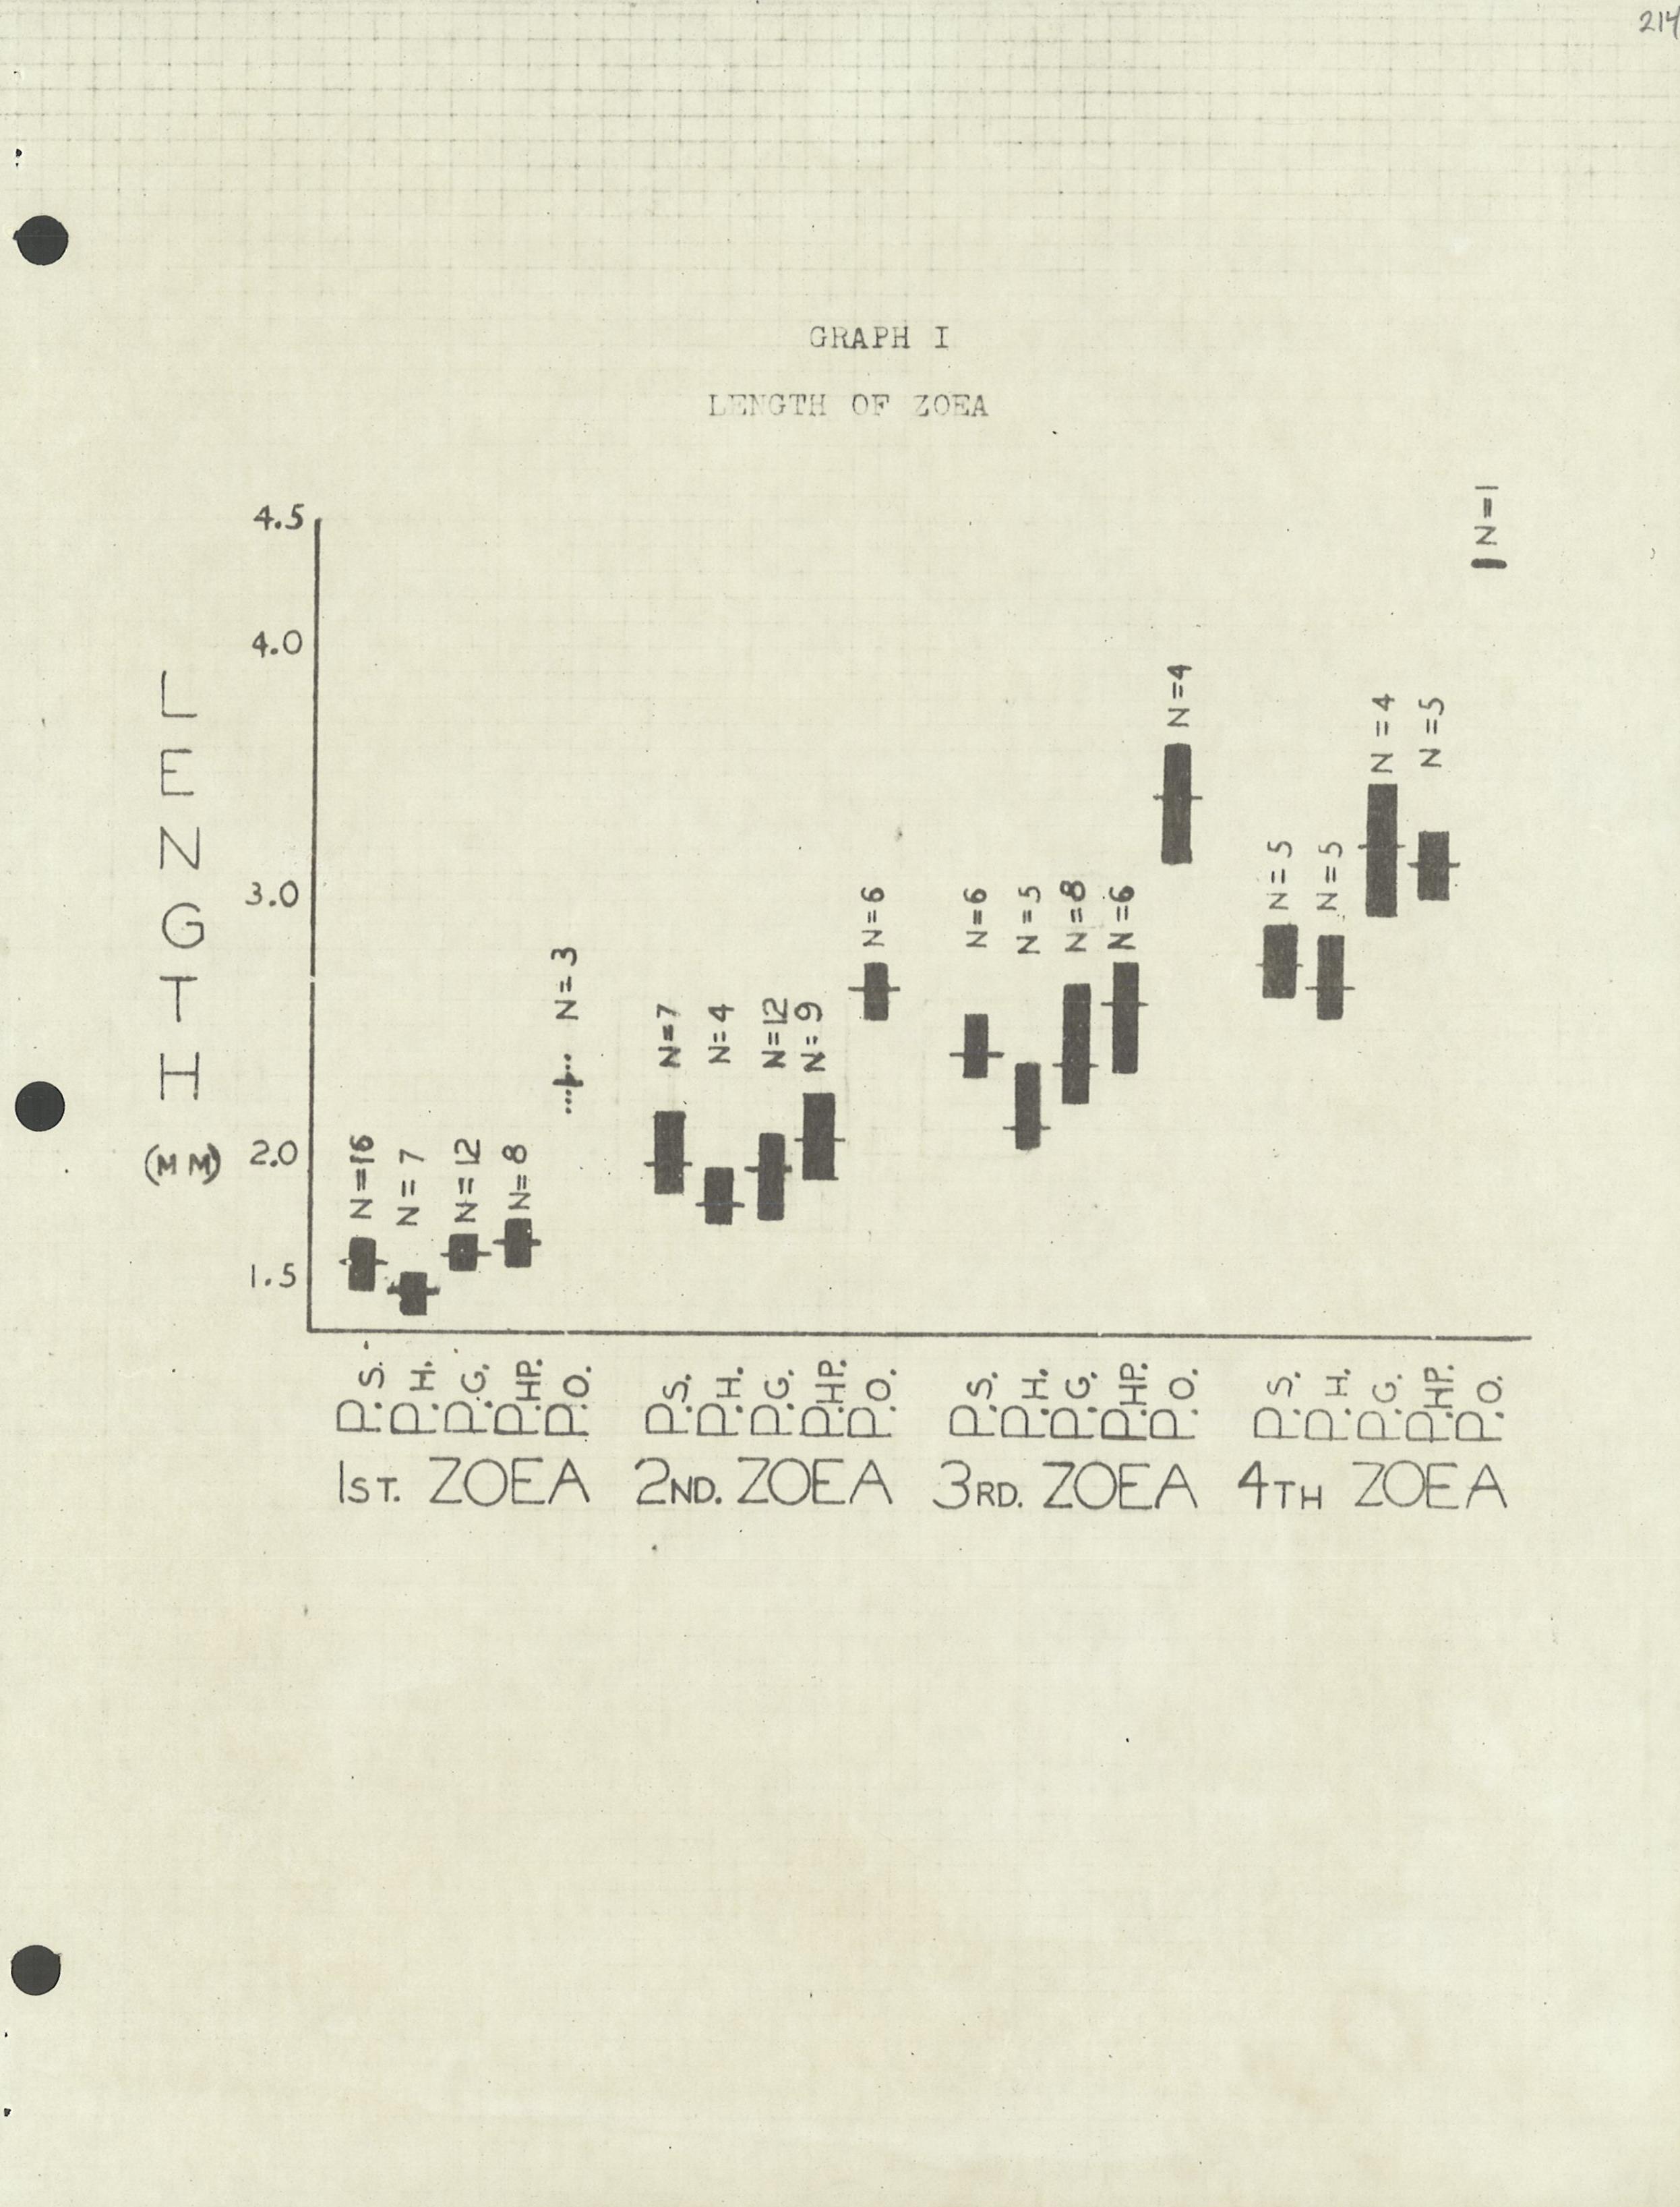 214
GRAPH I
LENGTH OF ZOEA
4.5
4.0
3.0
2.0
1.5
LENGTH
(MM)
N=16
N=7
N=12
N=8
N=3
N=7
N=4
N=12
N=9
N=6
N=6
N=5
N=8
N=6
N=4
N=5
N=5
N=4
N=5
N=1
P.S. P.H. P.G. P.HP. P.O. P.S. P.H. P.G. P.HP. P.O. P.S. P.H. P.G. P.HP. P.O. P.S. P.H. P.G. P.HP. P.O.
1ST. ZOEA 2ND. ZOEA 3RD. ZOEA 4TH ZOEA